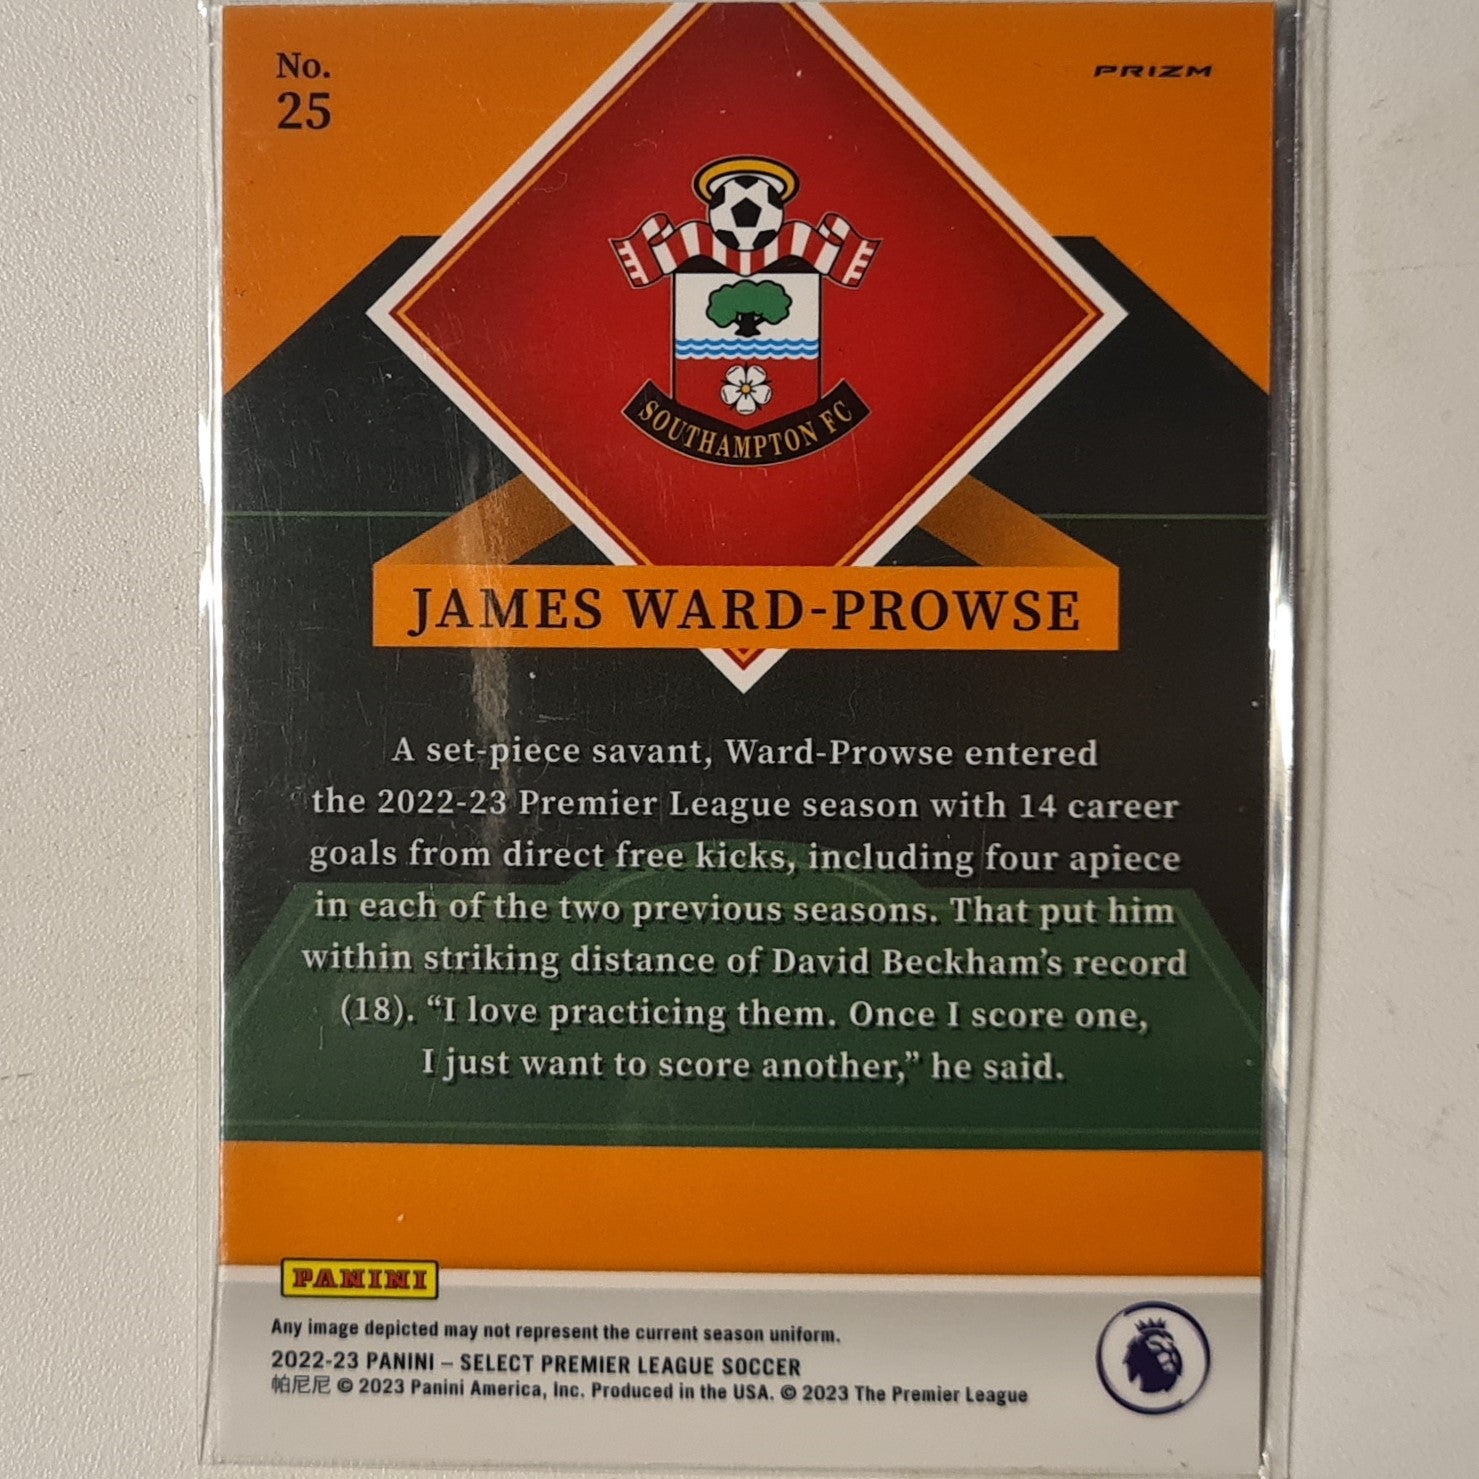 No.
25
PRIZM
SOUTHAMPTON FC
JAMES WARD-PROWSE
A set-piece savant, Ward-Prowse entered
the 2022-23 Premier League season with 14 career
goals from direct free kicks, including four apiece
in each of the two previous seasons. That put him
within striking distance of David Beckham’s record
(18). “I love practicing them. Once I score one,
I just want to score another,” he said.
PANINI
Any image depicted may not represent the current season uniform.
2022-23 PANINI – SELECT PREMIER LEAGUE SOCCER
帕尼尼 © 2023 Panini America, Inc. Produced in the USA. © 2023 The Premier League